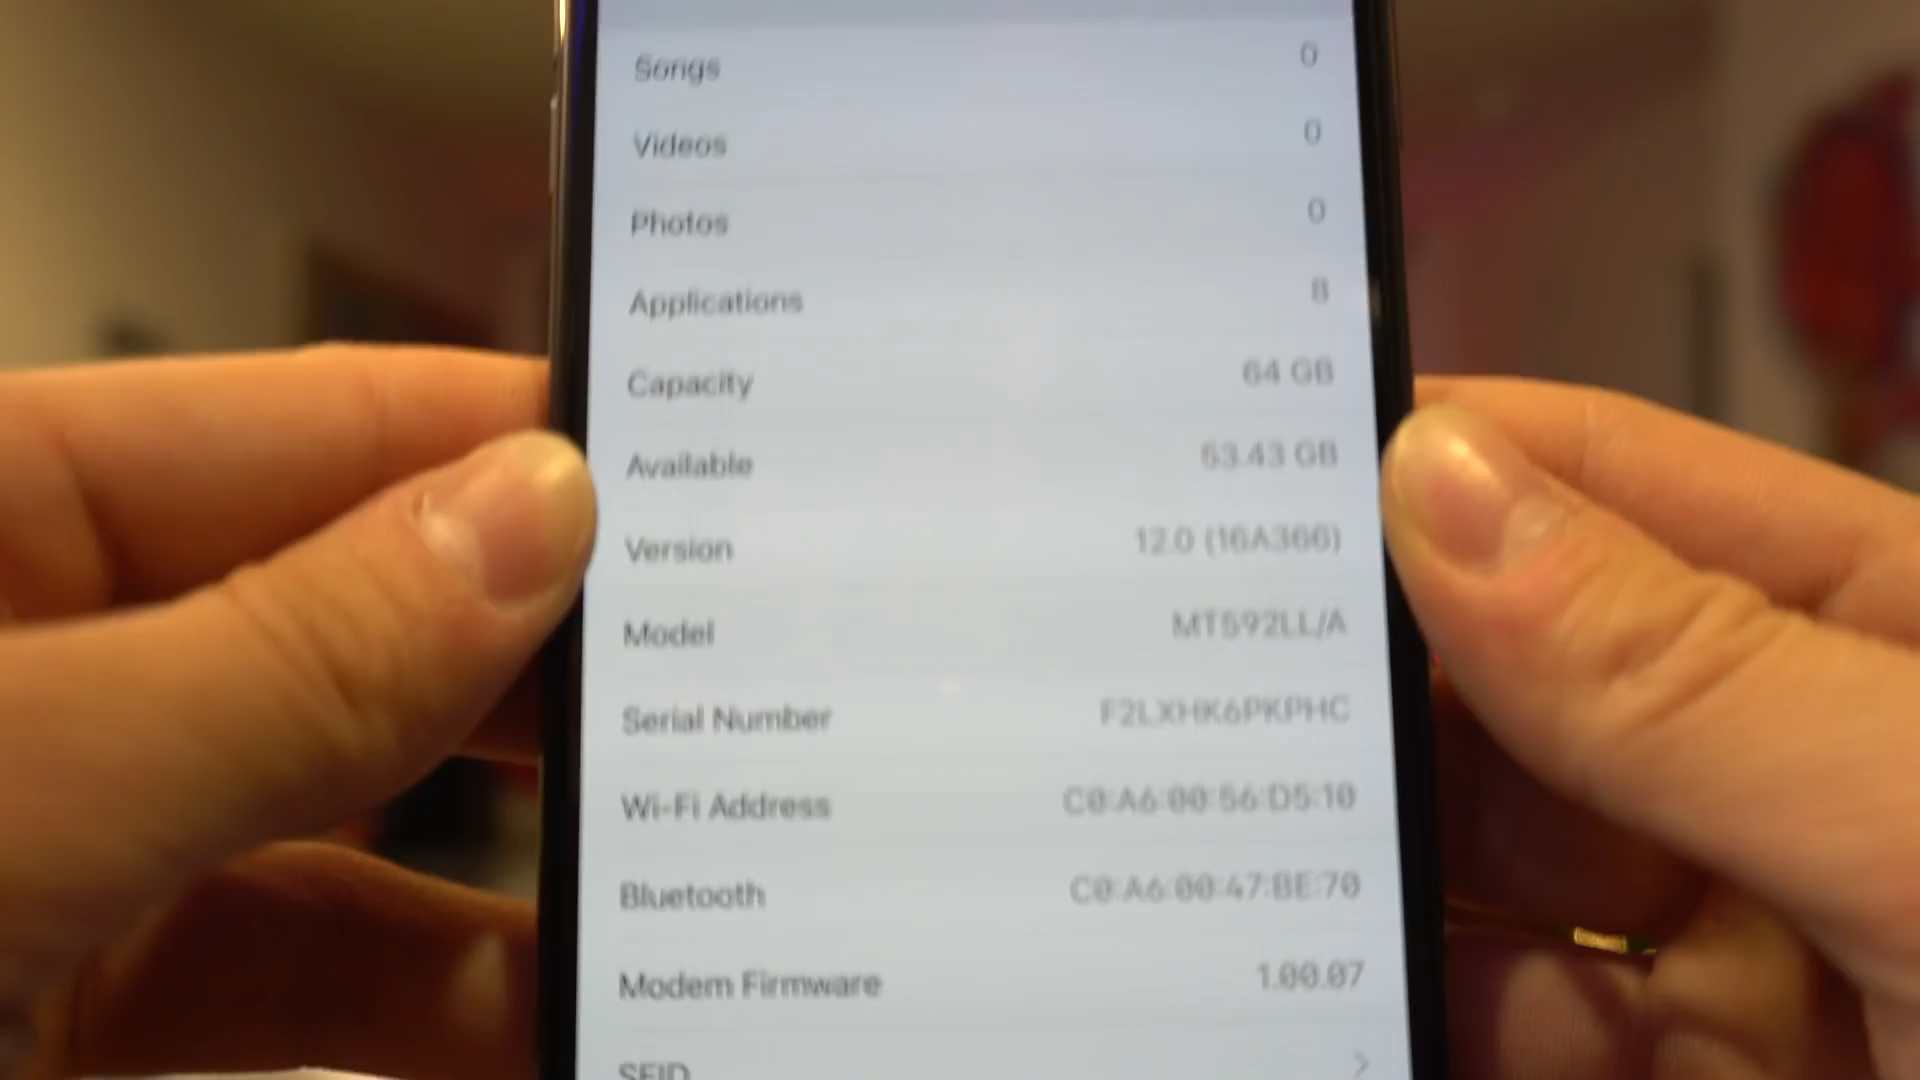 Songs 0
Videos 0
Photos 0
Applications 8
Capacity 64 GB
Available 53.43 GB
Version 12.0 (16A366)
Model MT592LL/A
Serial Number F2LXHK6PKPHC
Wi-Fi Address C0:A6:00:56:D5:10
Bluetooth C0:A6:00:47:BE:70
Modem Firmware 1.00.07
SEID